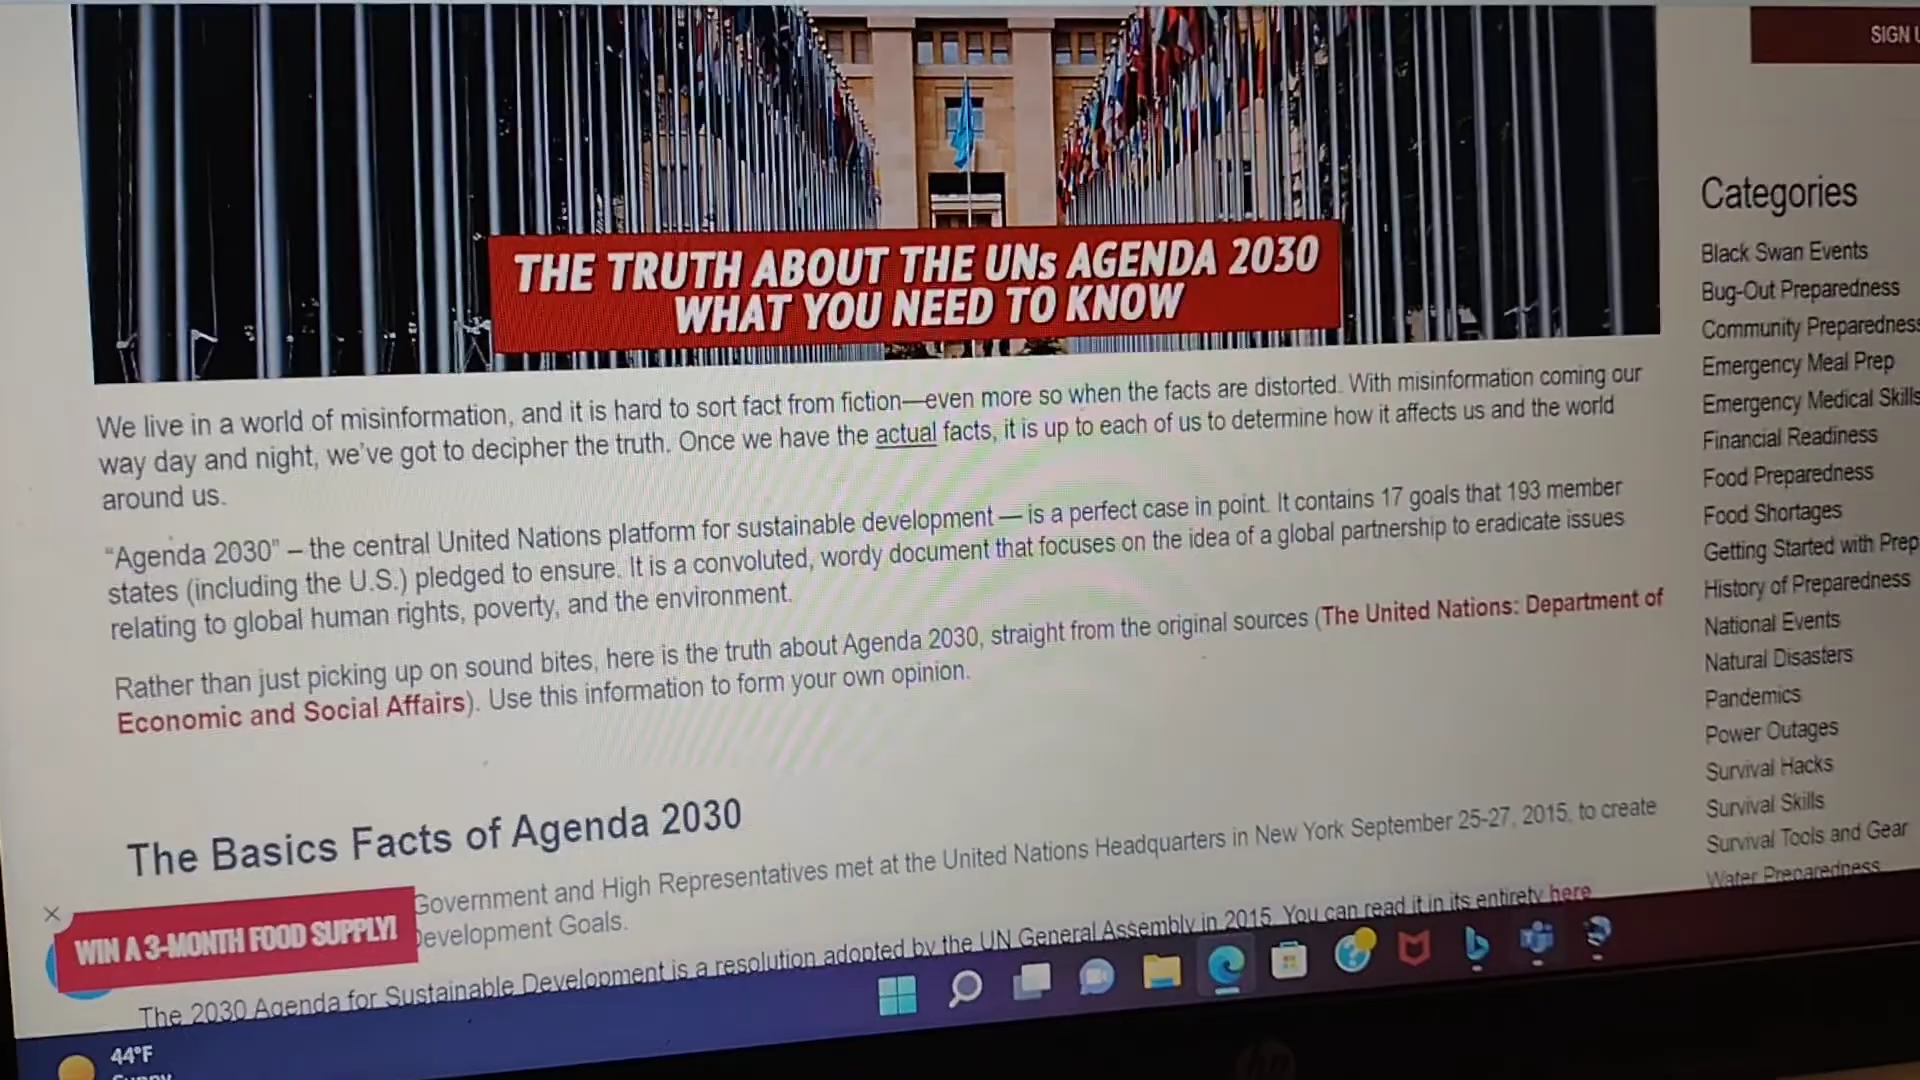 SIGN
THE TRUTH ABOUT THE UNs AGENDA 2030
WHAT YOU NEED TO KNOW
We live in a world of misinformation, and it is hard to sort fact from fiction—even more so when the facts are distorted. With misinformation coming our
way day and night, we've got to decipher the truth. Once we have the actual facts, it is up to each of us to determine how it affects us and the world
around us.
"Agenda 2030" – the central United Nations platform for sustainable development — is a perfect case in point. It contains 17 goals that 193 member
states (including the U.S.) pledged to ensure. It is a convoluted, wordy document that focuses on the idea of a global partnership to eradicate issues
relating to global human rights, poverty, and the environment.
Rather than just picking up on sound bites, here is the truth about Agenda 2030, straight from the original sources (The United Nations: Department of
Economic and Social Affairs). Use this information to form your own opinion.
The Basics Facts of Agenda 2030
Government and High Representatives met at the United Nations Headquarters in New York September 25-27, 2015, to create
Development Goals.
The 2030 Agenda for Sustainable Development is a resolution adopted by the UN General Assembly in 2015. You can read it in its entirety here
WIN A 3-MONTH FOOD SUPPLY!
Categories
Black Swan Events
Bug-Out Preparedness
Community Preparedness
Emergency Meal Prep
Emergency Medical Skills
Financial Readiness
Food Preparedness
Food Shortages
Getting Started with Prep
History of Preparedness
National Events
Natural Disasters
Pandemics
Power Outages
Survival Hacks
Survival Skills
Survival Tools and Gear
Water Preparedness
44°F
Sunny
hp